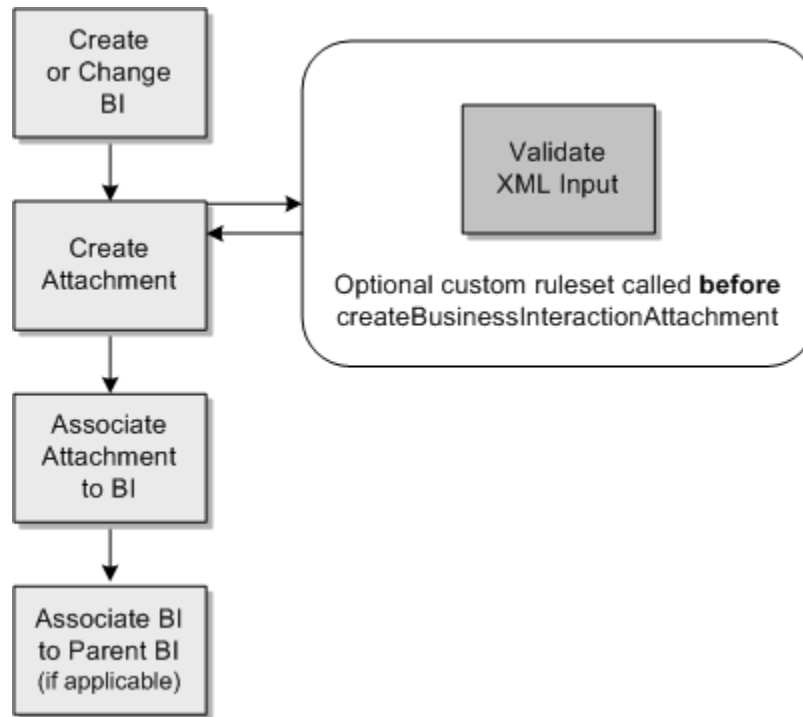 Create
or Change
BI
Create
Attachment
Associate
Attachment
to BI
Associate BI
to Parent BI
(if applicable)
Validate
XML Input
Optional custom ruleset called before
createBusinessInteractionAttachment